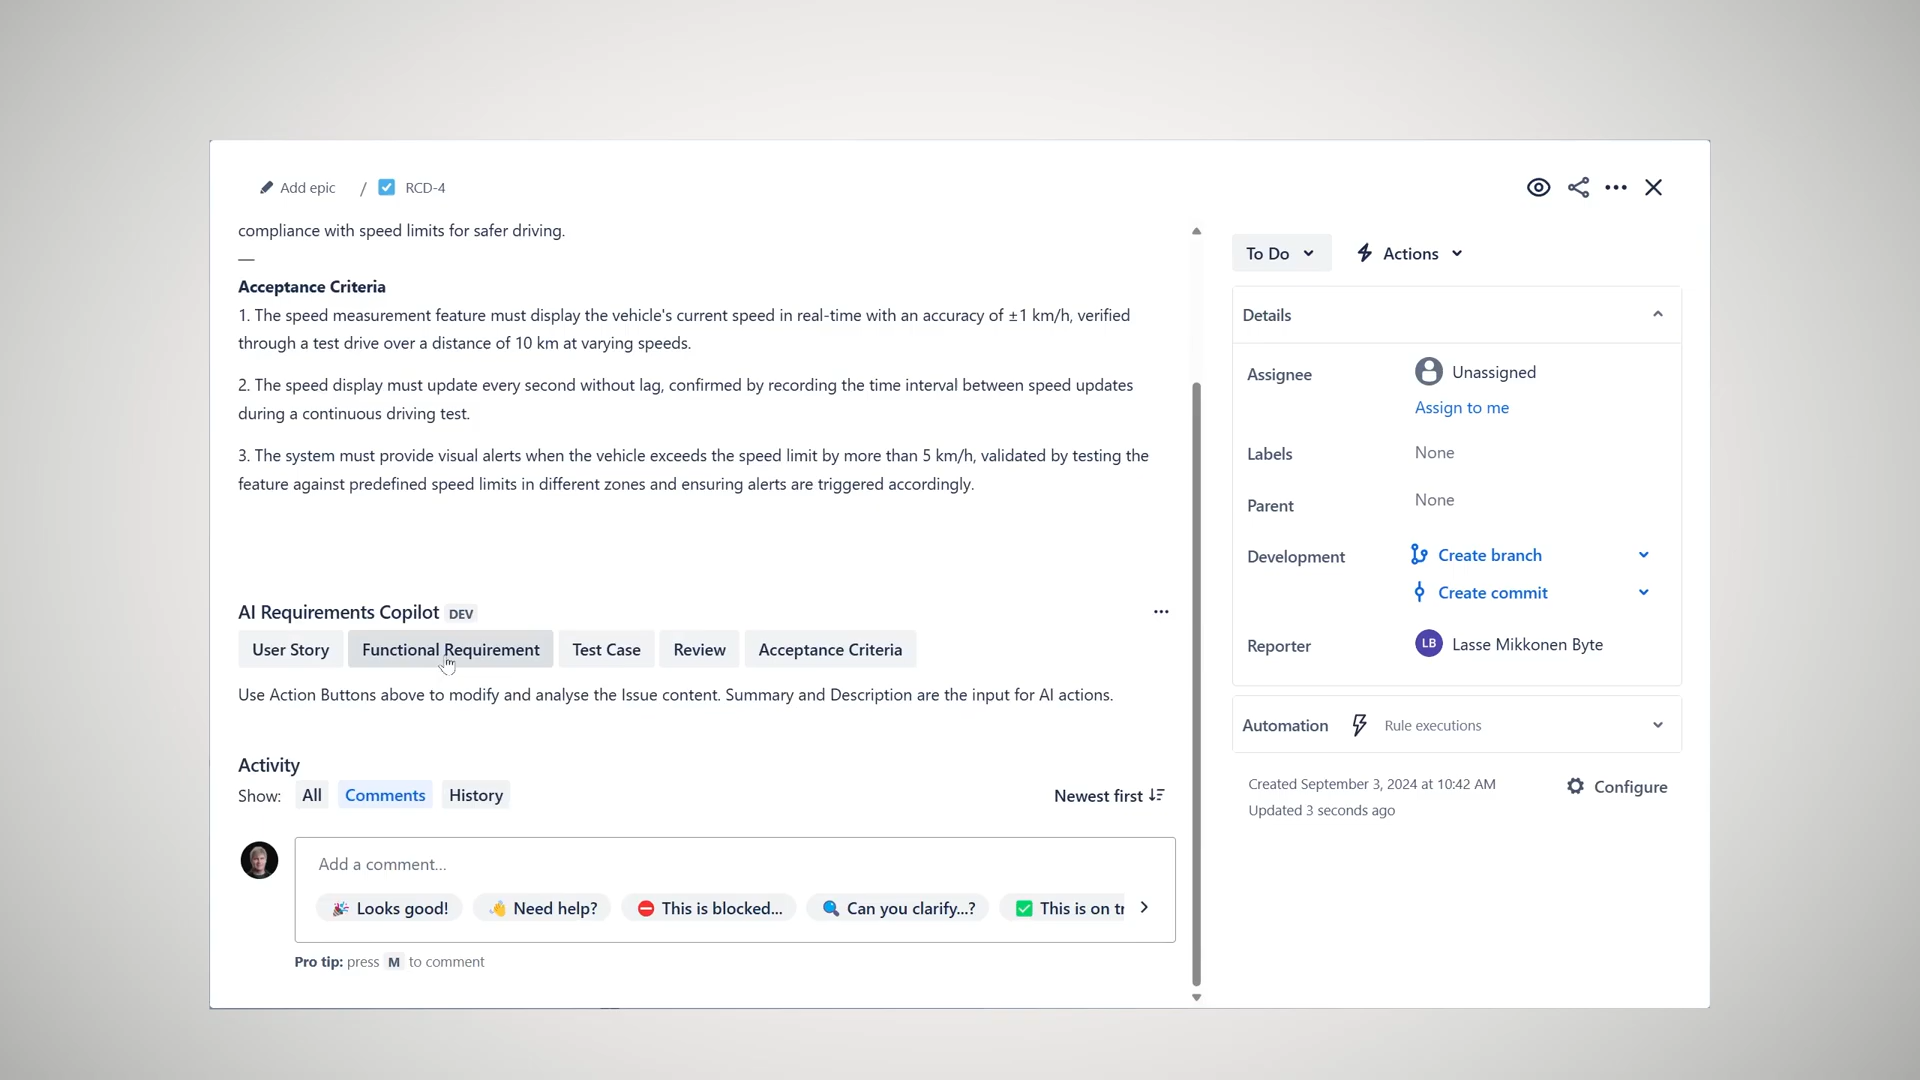 Add epic / RCD-4
compliance with speed limits for safer driving.
—
Acceptance Criteria
1. The speed measurement feature must display the vehicle's current speed in real-time with an accuracy of ±1 km/h, verified
through a test drive over a distance of 10 km at varying speeds.
2. The speed display must update every second without lag, confirmed by recording the time interval between speed updates
during a continuous driving test.
3. The system must provide visual alerts when the vehicle exceeds the speed limit by more than 5 km/h, validated by testing the
feature against predefined speed limits in different zones and ensuring alerts are triggered accordingly.
AI Requirements Copilot DEV
User Story Functional Requirement Test Case Review Acceptance Criteria
Use Action Buttons above to modify and analyse the Issue content. Summary and Description are the input for AI actions.
Activity
Show: All Comments History Newest first
Add a comment...
Looks good! Need help? This is blocked... Can you clarify...? This is on tr
Pro tip: press M to comment
To Do Actions
Details
Assignee Unassigned
Assign to me
Labels None
Parent None
Development Create branch
Create commit
Reporter LB Lasse Mikkonen Byte
Automation Rule executions
Created September 3, 2024 at 10:42 AM Configure
Updated 3 seconds ago